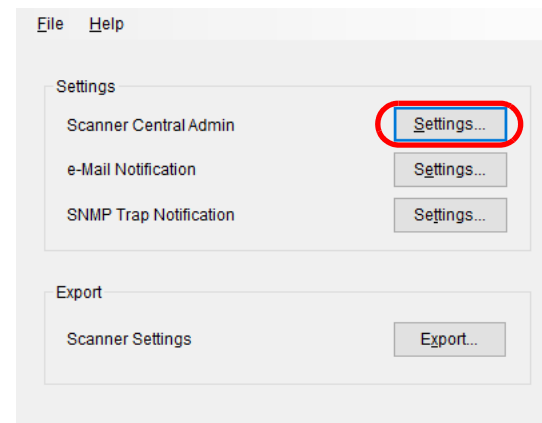 File Help
Settings
Scanner Central Admin Settings...
e-Mail Notification Settings...
SNMP Trap Notification Settings...
Export
Scanner Settings Export...